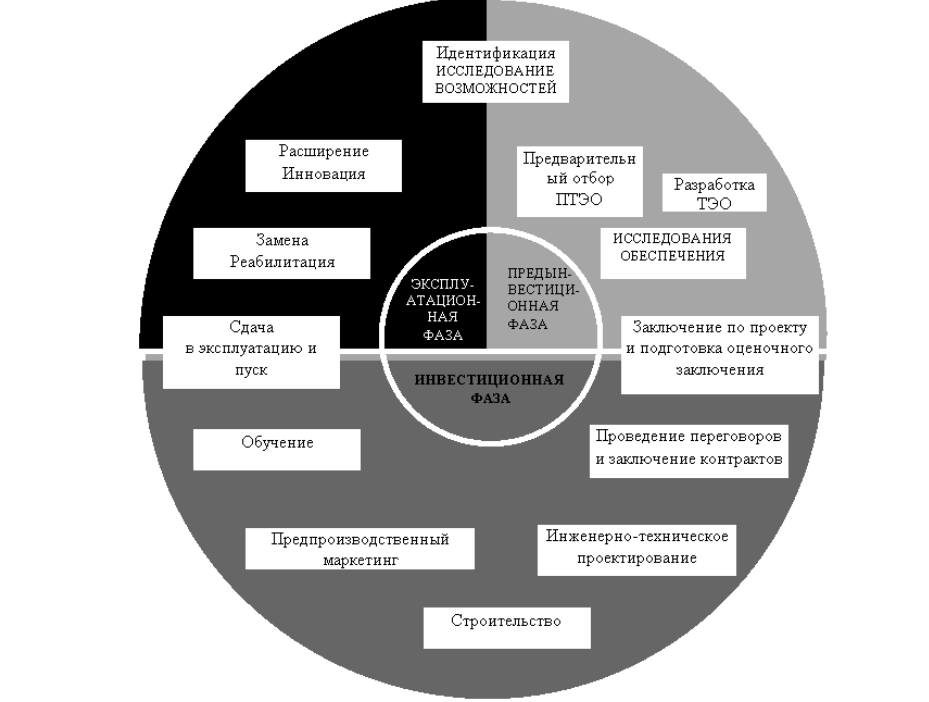 Идентификация
ИССЛЕДОВАНИЕ
ВОЗМОЖНОСТЕЙ
Расширение
Инновация
Предварительн
ый отбор
ПТЭО
Разработка
ТЭО
Замена
Реабилитация
ИССЛЕДОВАНИЯ
ОБЕСПЕЧЕНИЯ
ЭКСПЛУ-
АТАЦИОН-
НАЯ
ФАЗА
ПРЕДЫН-
ВЕСТИЦИ-
ОННАЯ
ФАЗА
Сдача
в эксплуатацию и
пуск
Заключение по проекту
и подготовка оценочного
заключения
ИНВЕСТИЦИОННАЯ
ФАЗА
Обучение
Проведение переговоров
и заключение контрактов
Предпроизводственный
маркетинг
Инженерно-техническое
проектирование
Строительство